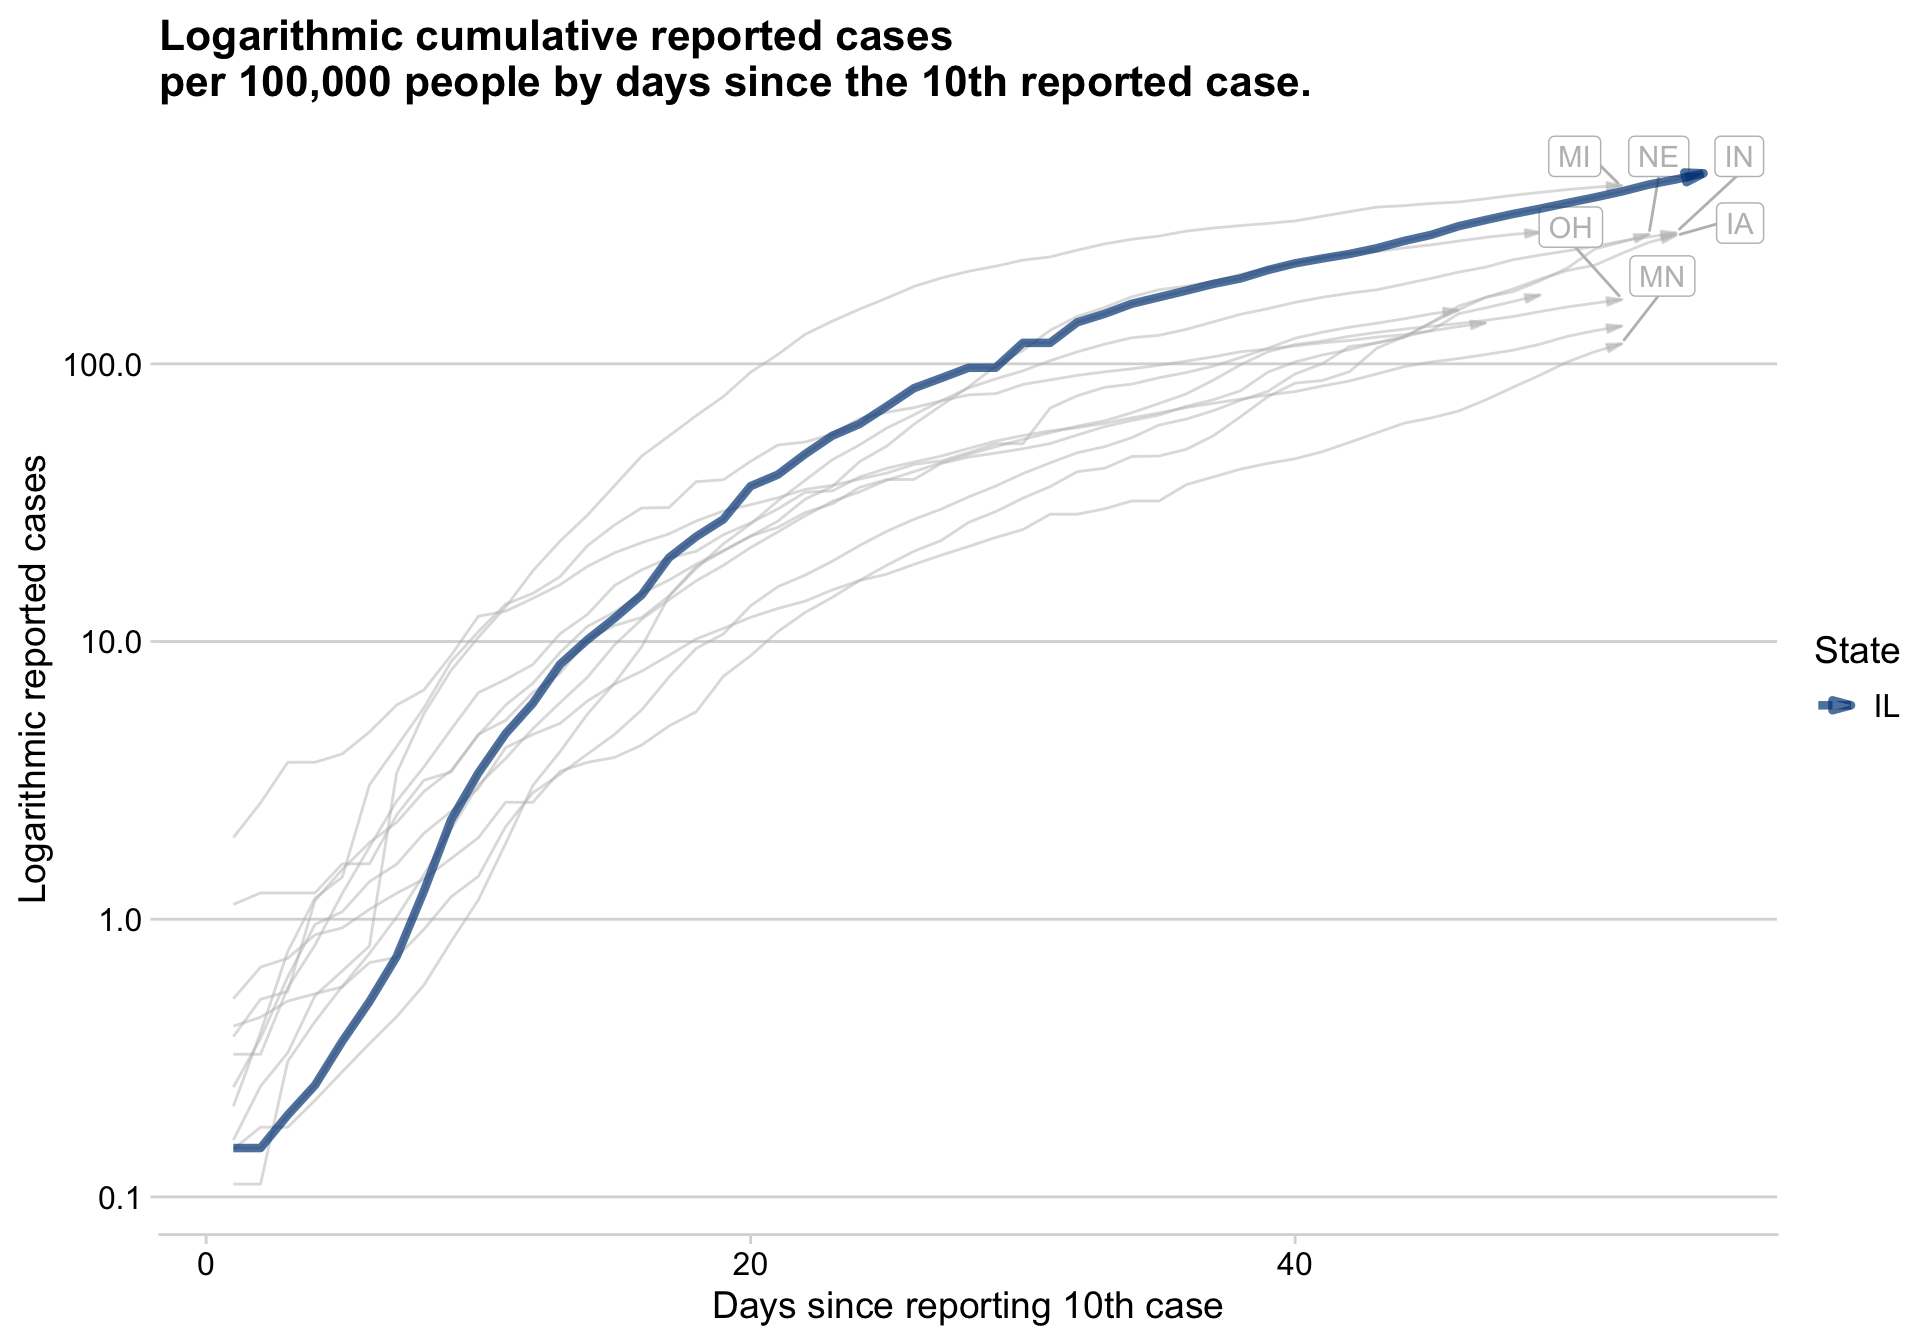 Logarithmic cumulative reported cases
per 100,000 people by days since the 10th reported case.
MI
NE
IN
OH
IA
MN
100.0
10.0
1.0
0.1
Logarithmic reported cases
0
20
40
Days since reporting 10th case
State
IL